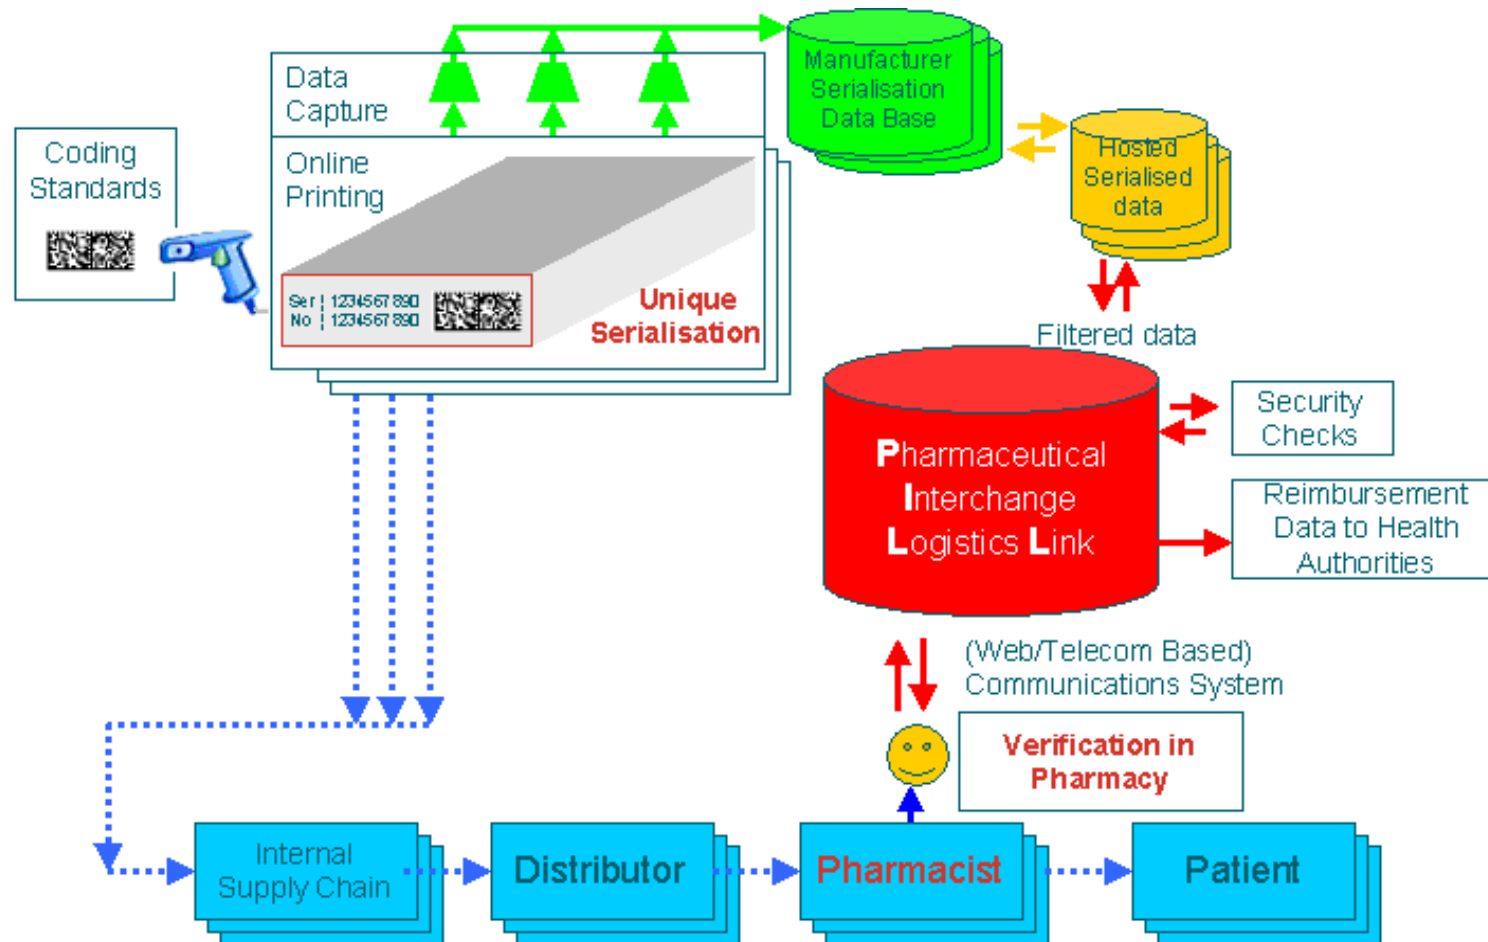 Data
Capture
Coding
Standards
Online
Printing
Ser 1234567890
No 1234567890
Unique
Serialisation
Manufacturer
Serialisation
Data Base
Hosted
Serialised
data
Filtered data
Pharmaceutical
Interchange
Logistics Link
Security
Checks
Reimbursement
Data to Health
Authorities
(Web/Telecom Based)
Communications System
Verification in
Pharmacy
Internal
Supply Chain
Distributor
Pharmacist
Patient